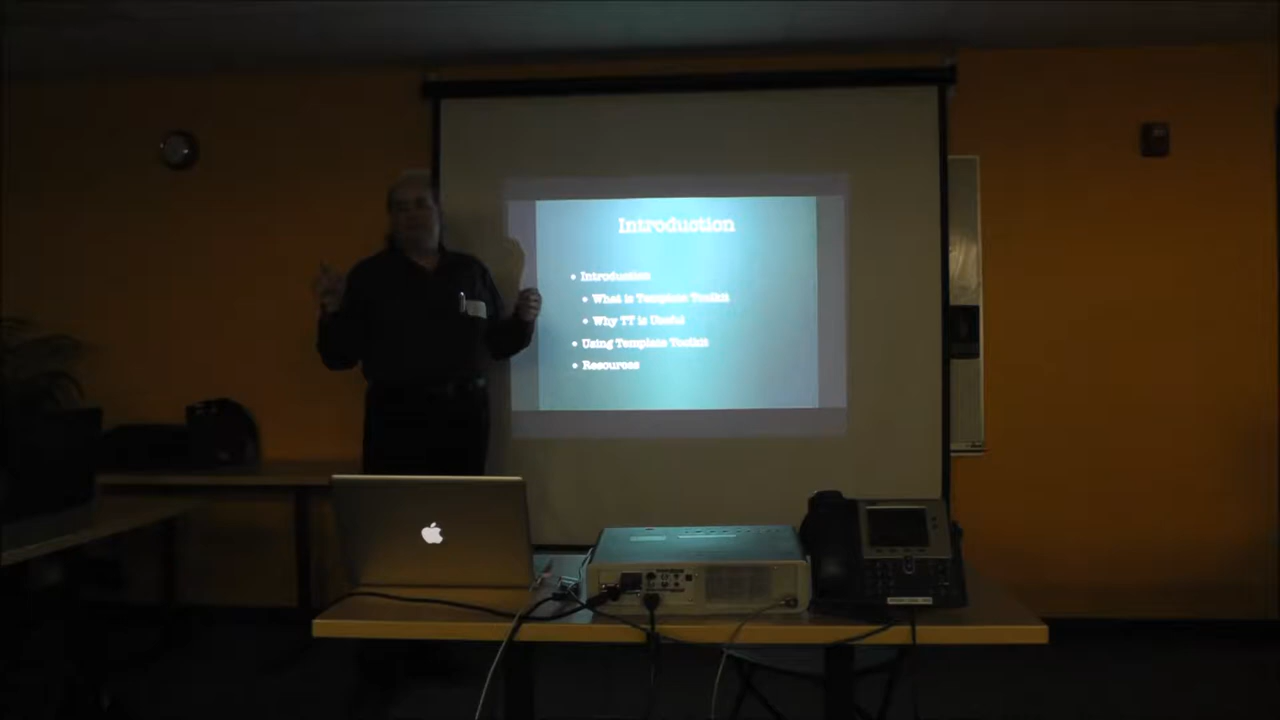 Introduction
• Introduction
• What is Template Toolkit
• Why TT is Useful
• Using Template Toolkit
• Resources